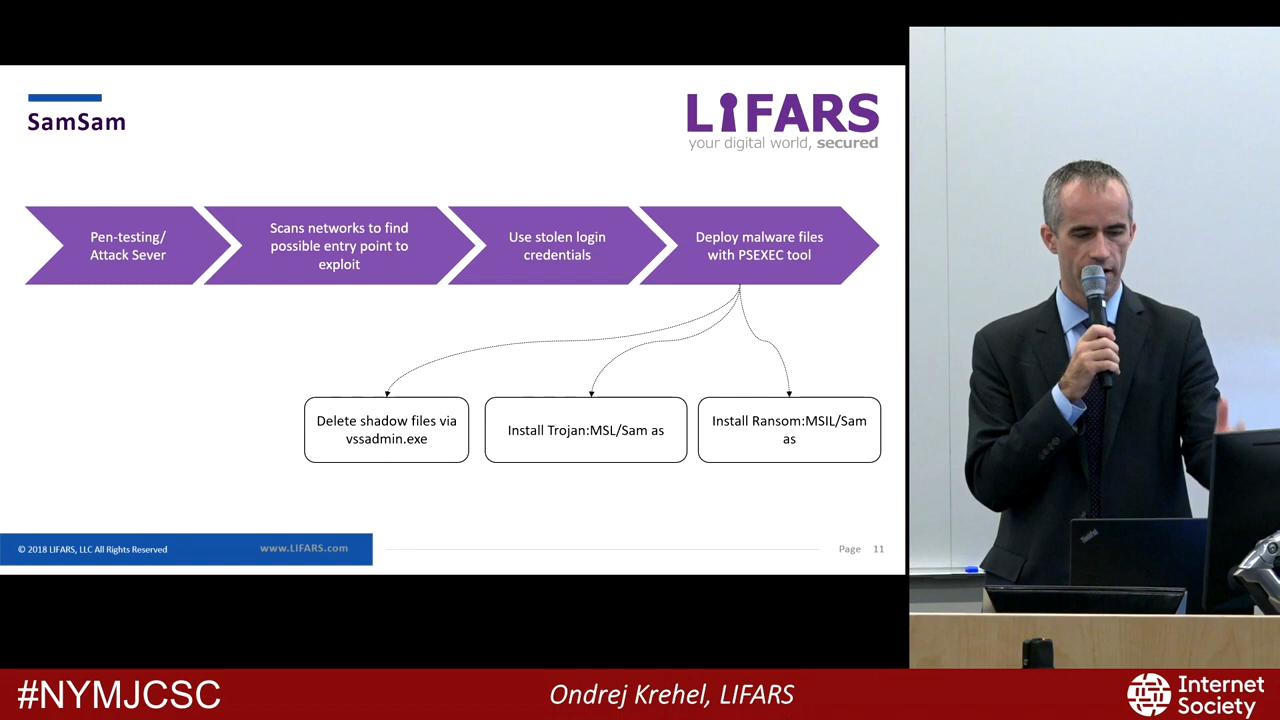 SamSam
LIFARS
your digital world, secured
Pen-testing/
Attack Sever
Scans networks to find
possible entry point to
exploit
Use stolen login
credentials
Deploy malware files
with PSEXEC tool
Delete shadow files via
vssadmin.exe
Install Trojan:MSL/Sam as
Install Ransom:MSIL/Sam
as
© 2018 LIFARS, LLC All Rights Reserved
www.LIFARS.com
Page 11
ThinkPad
#NYMJCSC
Ondrej Krehel, LIFARS
Internet
Society